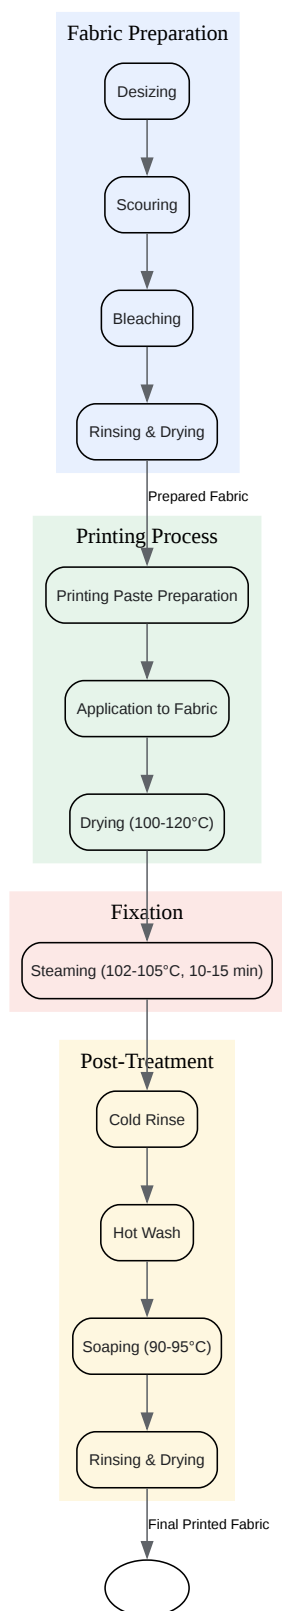 Fabric Preparation
Desizing
Scouring
Bleaching
Rinsing & Drying
Prepared Fabric
Printing Process
Printing Paste Preparation
Application to Fabric
Drying (100-120°C)
Fixation
Steaming (102-105°C, 10-15 min)
Post-Treatment
Cold Rinse
Hot Wash
Soaping (90-95°C)
Rinsing & Drying
Final Printed Fabric